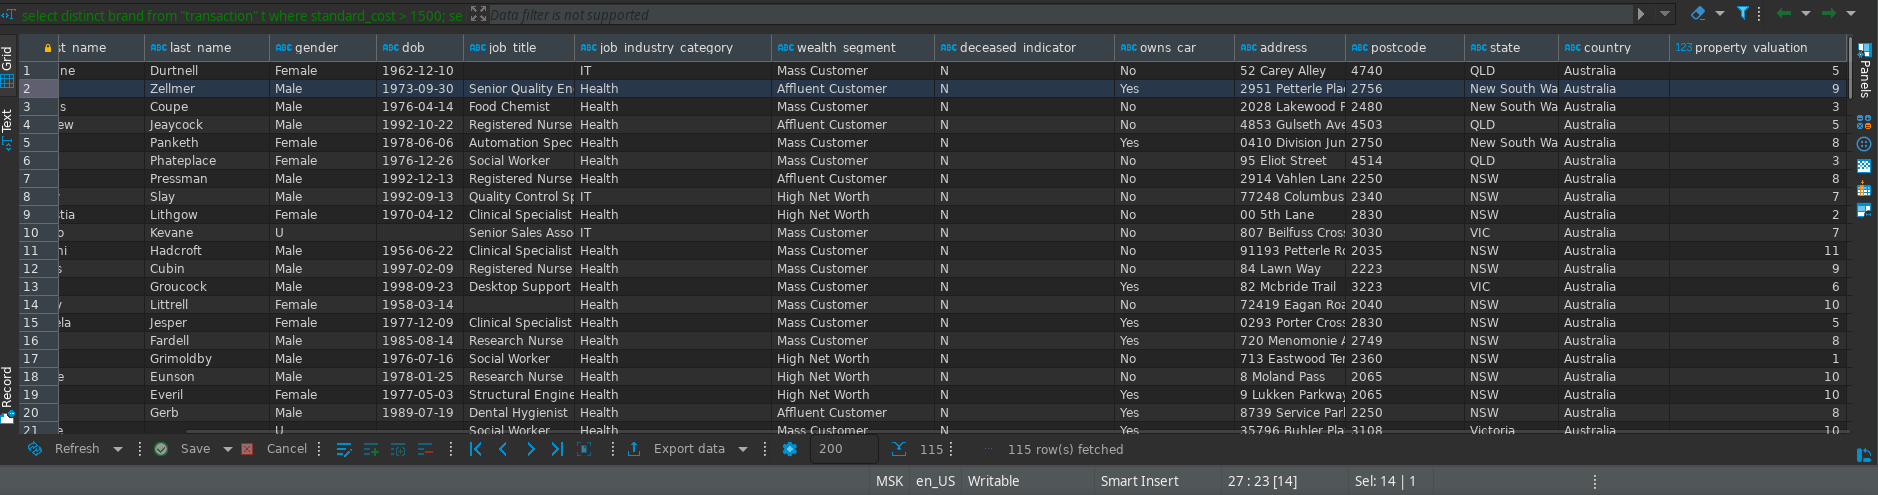 select distinct brand from "transaction" t where standard_cost > 1500; se Data filter is not supported
st_name ABC last_name ABC gender ABC dob ABC job_title ABC job_industry_category ABC wealth_segment ABC deceased_indicator ABC owns_car ABC address ABC postcode ABC state ABC country 123 property_valuation
1 ne Durtnell Female 1962-12-10 IT Mass Customer N No 52 Carey Alley 4740 QLD Australia 5
2 Zellmer Male 1973-09-30 Senior Quality En Health Affluent Customer N Yes 2951 Petterle Pla 2756 New South Wa Australia 9
3 s Coupe Male 1976-04-14 Food Chemist Health Mass Customer N No 2028 Lakewood F 2480 New South Wa Australia 3
4 ew Jeaycock Male 1992-10-22 Registered Nurse Health Affluent Customer N No 4853 Gulseth Ave 4503 QLD Australia 5
5 Panketh Female 1978-06-06 Automation Spec Health Mass Customer N Yes 0410 Division Jun 2750 New South Wa Australia 8
6 Phateplace Female 1976-12-26 Social Worker Health Mass Customer N No 95 Eliot Street 4514 QLD Australia 3
7 Pressman Male 1992-12-13 Registered Nurse Health Affluent Customer N No 2914 Vahlen Lane 2250 NSW Australia 8
8 Slay Male 1992-09-13 Quality Control Sp IT High Net Worth N No 77248 Columbus 2340 NSW Australia 7
9 tia Lithgow Female 1970-04-12 Clinical Specialist Health High Net Worth N No 00 5th Lane 2830 NSW Australia 2
10 o Kevane U Senior Sales Asso IT Mass Customer N No 807 Beilfuss Cros 3030 VIC Australia 7
11 ni Hadcroft Male 1956-06-22 Clinical Specialist Health Mass Customer N No 91193 Petterle Ro 2035 NSW Australia 11
12 s Cubin Male 1997-02-09 Registered Nurse Health Mass Customer N No 84 Lawn Way 2223 NSW Australia 9
13 Groucock Male 1998-09-23 Desktop Support Health Mass Customer N Yes 82 Mcbride Trail 3223 VIC Australia 6
14 y Littrell Female 1958-03-14 Health Mass Customer N No 72419 Eagan Roa 2040 NSW Australia 10
15 ela Jesper Female 1977-12-09 Clinical Specialist Health Mass Customer N Yes 0293 Porter Cross 2830 NSW Australia 5
16 Fardell Male 1985-08-14 Research Nurse Health Mass Customer N Yes 720 Menomonie A 2749 NSW Australia 8
17 Grimoldby Male 1976-07-16 Social Worker Health High Net Worth N No 713 Eastwood Ter 2360 NSW Australia 1
18 e Eunson Male 1978-01-25 Research Nurse Health High Net Worth N No 8 Moland Pass 2065 NSW Australia 10
19 Everil Female 1977-05-03 Structural Engine Health High Net Worth N Yes 9 Lukken Parkway 2065 NSW Australia 10
20 Gerb Male 1989-07-19 Dental Hygienist Health Affluent Customer N Yes 8739 Service Parl 2250 NSW Australia 8
21 e U Social Worker Health Mass Customer N Yes 35796 Buhler Pla 3108 Victoria Australia 10
Grid
Text
Record
Panels
Refresh Save Cancel Export data 200 115 115 row(s) fetched
MSK en_US Writable Smart Insert 27 : 23 [14] Sel: 14 | 1